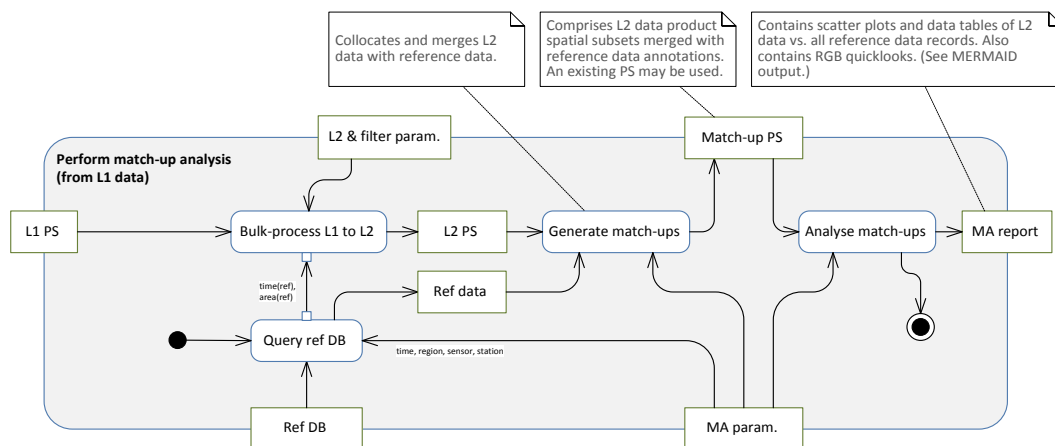 Collocates and merges L2
data with reference data.
Comprises L2 data product
spatial subsets merged with
reference data annotations.
An existing PS may be used.
Contains scatter plots and data tables of L2
data vs. all reference data records. Also
contains RGB quicklooks. (See MERMAID
output.)
L2 & filter param.
Match-up PS
Perform match-up analysis
(from L1 data)
L1 PS
Bulk-process L1 to L2
L2 PS
Generate match-ups
Analyse match-ups
MA report
time(ref),
area(ref)
Ref data
Query ref DB
time, region, sensor, station
Ref DB
MA param.